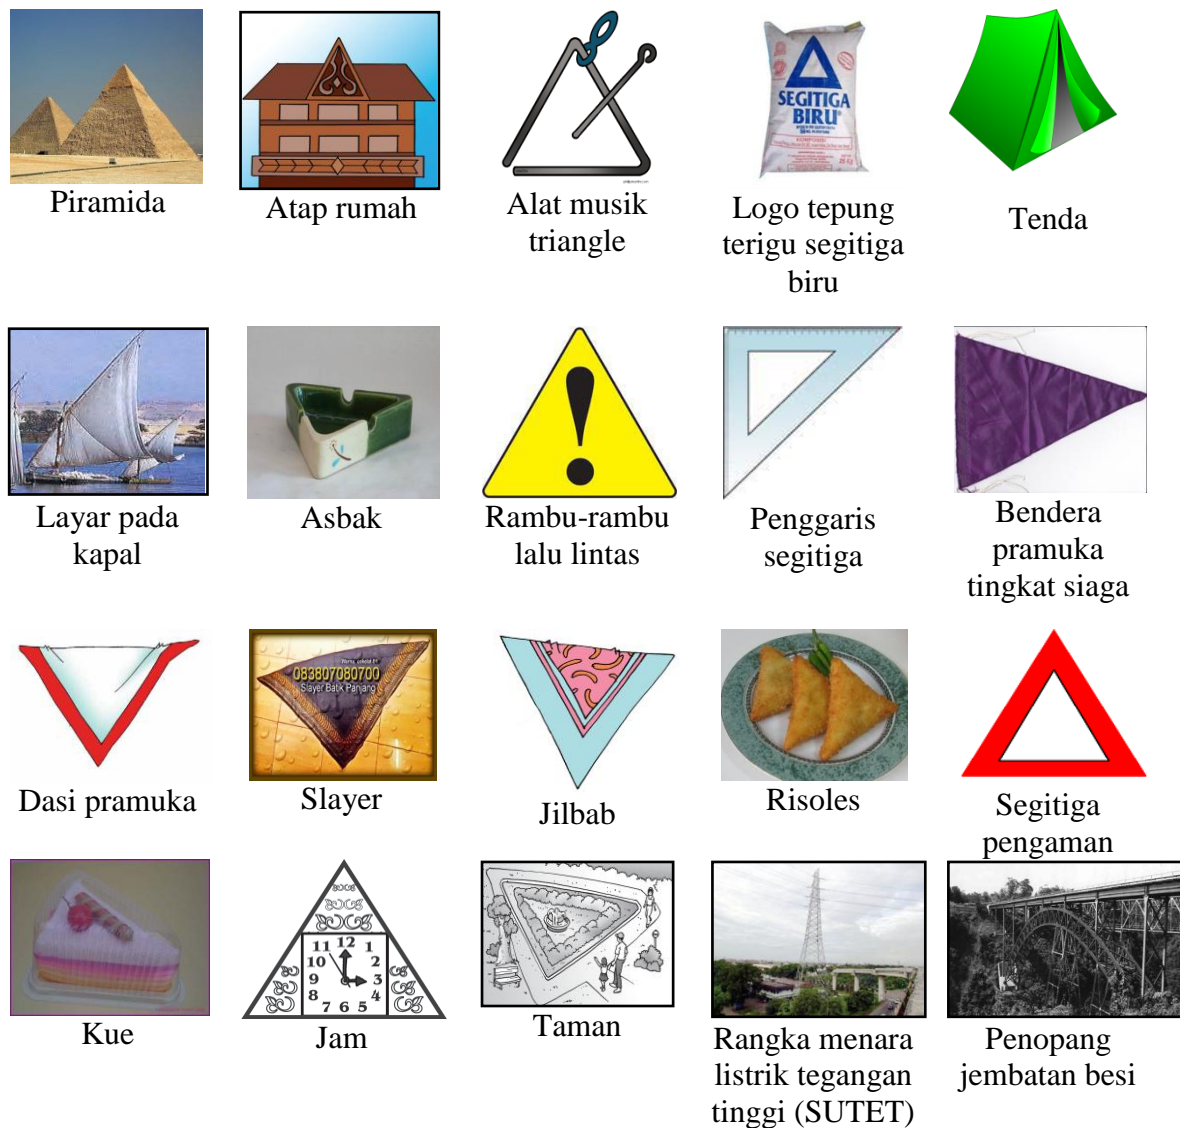 SEGITIGA
BIRU
Piramida
Atap rumah
Alat musik
triangle
Logo tepung
terigu segitiga
biru
Tenda
Layar pada
kapal
Asbak
!
Rambu-rambu
lalu lintas
Penggaris
segitiga
Bendera
pramuka
tingkat siaga
083807080700
Slayer Batik Panjang
Dasi pramuka
Slayer
Jilbab
Risoles
Segitiga
pengaman
11 12 1
10 2
9 3
8 4
7 6 5
Kue
Jam
Taman
Rangka menara
listrik tegangan
tinggi (SUTET)
Penopang
jembatan besi